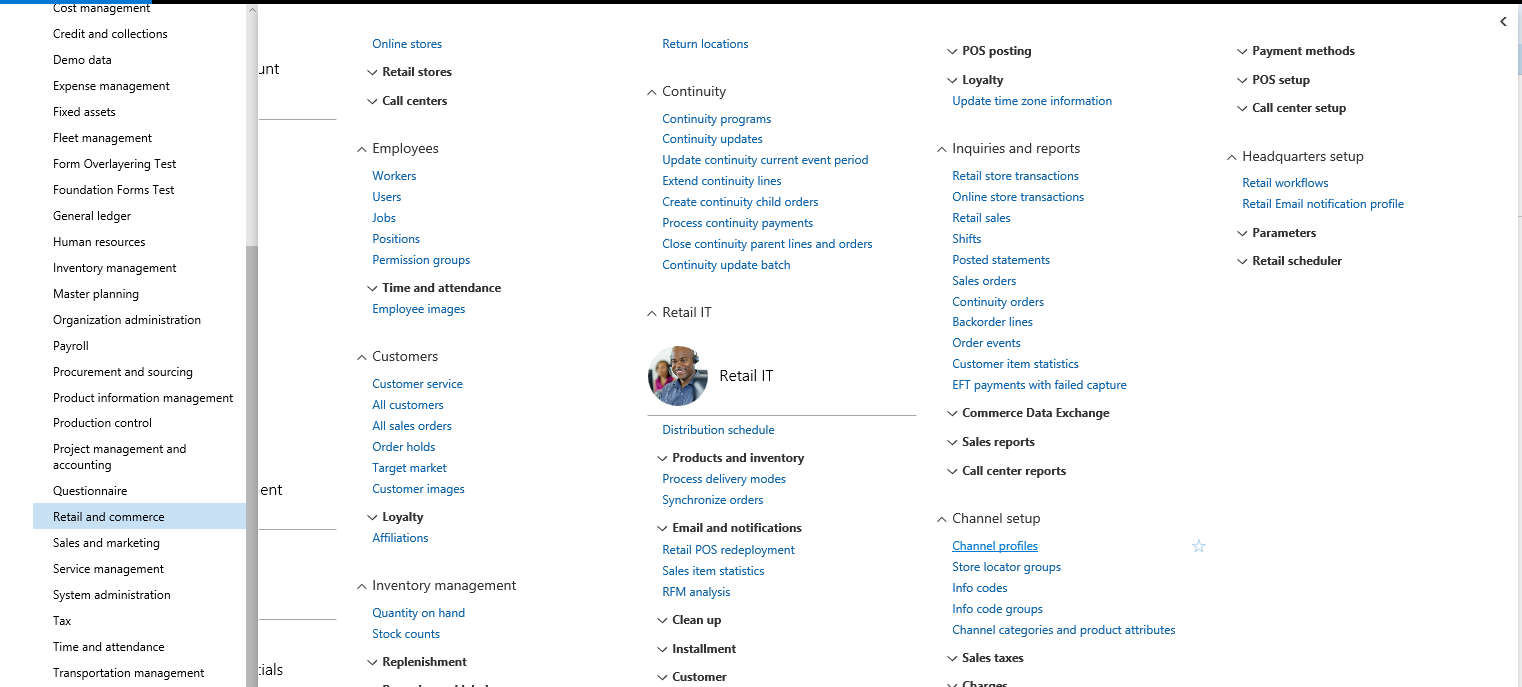 Cost management
Credit and collections
Demo data
Expense management
Fixed assets
Fleet management
Form Overlayering Test
Foundation Forms Test
General ledger
Human resources
Inventory management
Master planning
Organization administration
Payroll
Procurement and sourcing
Product information management
Production control
Project management and
accounting
Questionnaire
Retail and commerce
Sales and marketing
Service management
System administration
Tax
Time and attendance
Transportation management
unt
ent
tials
Online stores
Retail stores
Call centers
Employees
Workers
Users
Jobs
Positions
Permission groups
Time and attendance
Employee images
Customers
Customer service
All customers
All sales orders
Order holds
Target market
Customer images
Loyalty
Affiliations
Inventory management
Quantity on hand
Stock counts
Replenishment
Return locations
Continuity
Continuity programs
Continuity updates
Update continuity current event period
Extend continuity lines
Create continuity child orders
Process continuity payments
Close continuity parent lines and orders
Continuity update batch
Retail IT
Retail IT
Distribution schedule
Products and inventory
Process delivery modes
Synchronize orders
Email and notifications
Retail POS redeployment
Sales item statistics
RFM analysis
Clean up
Installment
Customer
POS posting
Loyalty
Update time zone information
Inquiries and reports
Retail store transactions
Online store transactions
Retail sales
Shifts
Posted statements
Sales orders
Continuity orders
Backorder lines
Order events
Customer item statistics
EFT payments with failed capture
Commerce Data Exchange
Sales reports
Call center reports
Channel setup
Channel profiles
Store locator groups
Info codes
Info code groups
Channel categories and product attributes
Sales taxes
Charges
Payment methods
POS setup
Call center setup
Headquarters setup
Retail workflows
Retail Email notification profile
Parameters
Retail scheduler